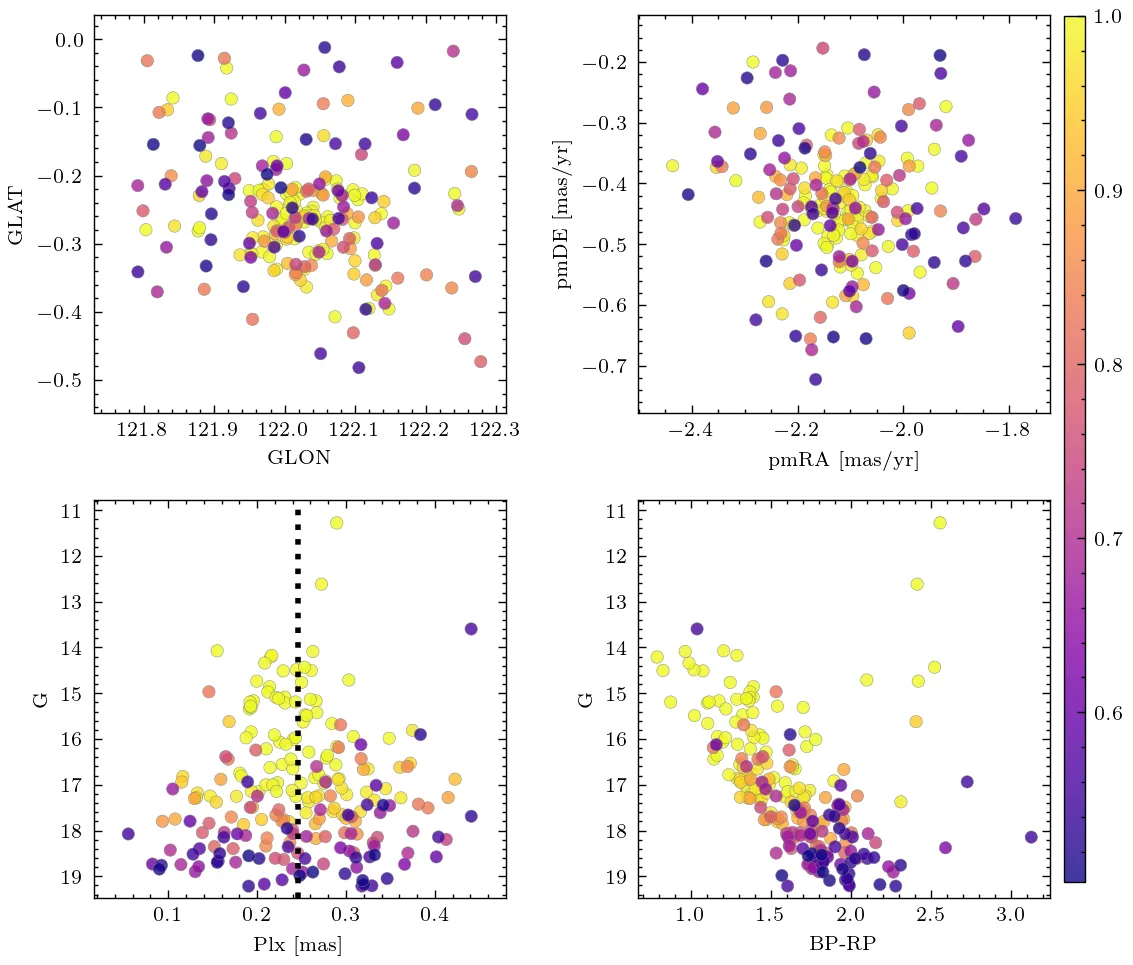 0.0
−0.1
−0.2
−0.3
−0.4
−0.5
GLAT
121.8 121.9 122.0 122.1 122.2 122.3
GLON
−0.2
−0.3
−0.4
−0.5
−0.6
−0.7
pmDE [mas/yr]
−2.4 −2.2 −2.0 −1.8
pmRA [mas/yr]
11
12
13
14
15
16
17
18
19
G
0.1 0.2 0.3 0.4
Plx [mas]
11
12
13
14
15
16
17
18
19
G
1.0 1.5 2.0 2.5 3.0
BP-RP
1.0
0.9
0.8
0.7
0.6